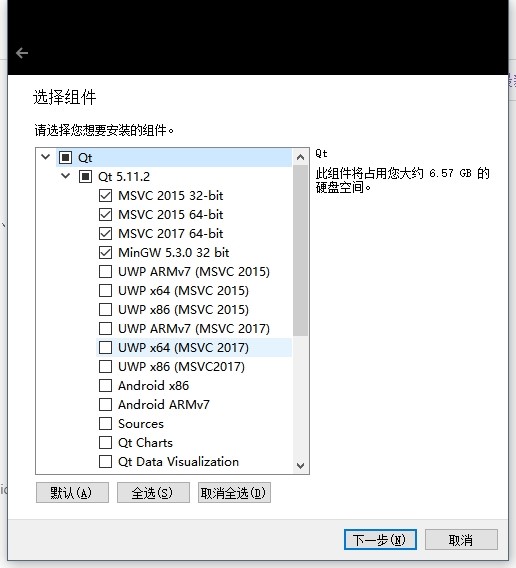 选择组件
请选择您想要安装的组件。
Qt
Qt 5.11.2
MSVC 2015 32-bit
MSVC 2015 64-bit
MSVC 2017 64-bit
MinGW 5.3.0 32 bit
UWP ARMv7 (MSVC 2015)
UWP x64 (MSVC 2015)
UWP x86 (MSVC 2015)
UWP ARMv7 (MSVC 2017)
UWP x64 (MSVC 2017)
UWP x86 (MSVC2017)
Android x86
Android ARMv7
Sources
Qt Charts
Qt Data Visualization
Qt
此组件将占用您大约 6.57 GB 的
硬盘空间。
默认(A)
全选(S)
取消全选(D)
下一步(N)
取消